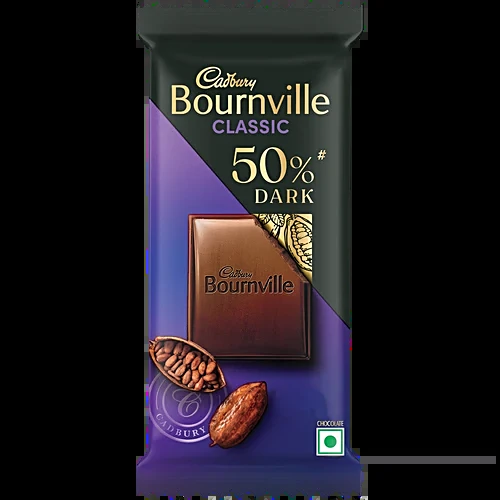 Cadbury
Bournville
CLASSIC
50%#
DARK
Cadbury
Bournville
CADBURY
CHOCOLATE